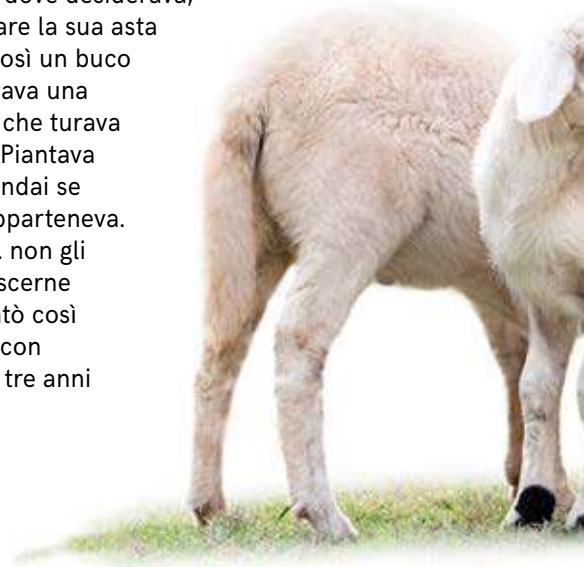 dove desiderava,
are la sua asta
osì un buco
ava una
che turava
Piantava
ndai se
pparteneva.
. non gli
scerne
tò così
con
tre anni